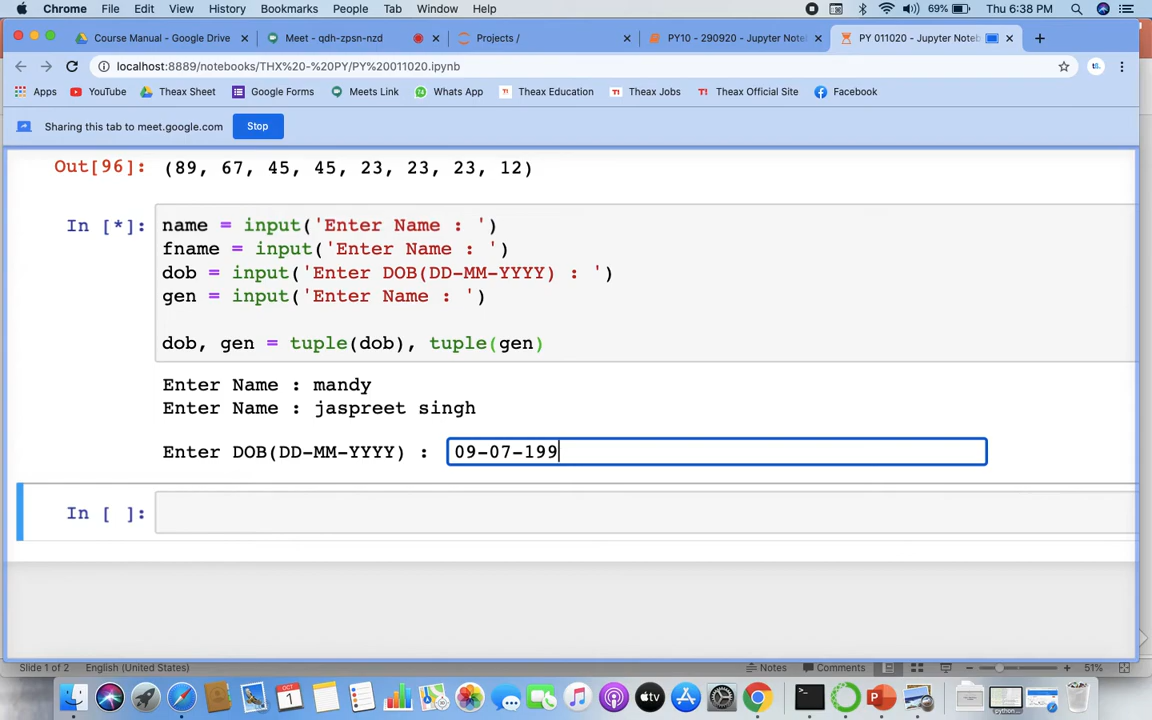 Chrome File Edit View History Bookmarks People Tab Window Help 69% Thu 6:38 PM
Course Manual - Google Drive Meet - qdh-zpsn-nzd Projects / PY10 - 290920 - Jupyter Noteb PY 011020 - Jupyter Noteb
localhost:8889/notebooks/THX%20-%20PY/PY%20011020.ipynb
Apps YouTube Theax Sheet Google Forms Meets Link Whats App Theax Education Theax Jobs Theax Official Site Facebook
Sharing this tab to meet.google.com Stop
Out[96]: (89, 67, 45, 45, 23, 23, 23, 12)
In [*]: name = input('Enter Name : ')
fname = input('Enter Name : ')
dob = input('Enter DOB(DD-MM-YYYY) : ')
gen = input('Enter Name : ')
dob, gen = tuple(dob), tuple(gen)
Enter Name : mandy
Enter Name : jaspreet singh
Enter DOB(DD-MM-YYYY) : 09-07-199
In [ ]:
Slide 1 of 2 English (United States) Notes Comments 51%